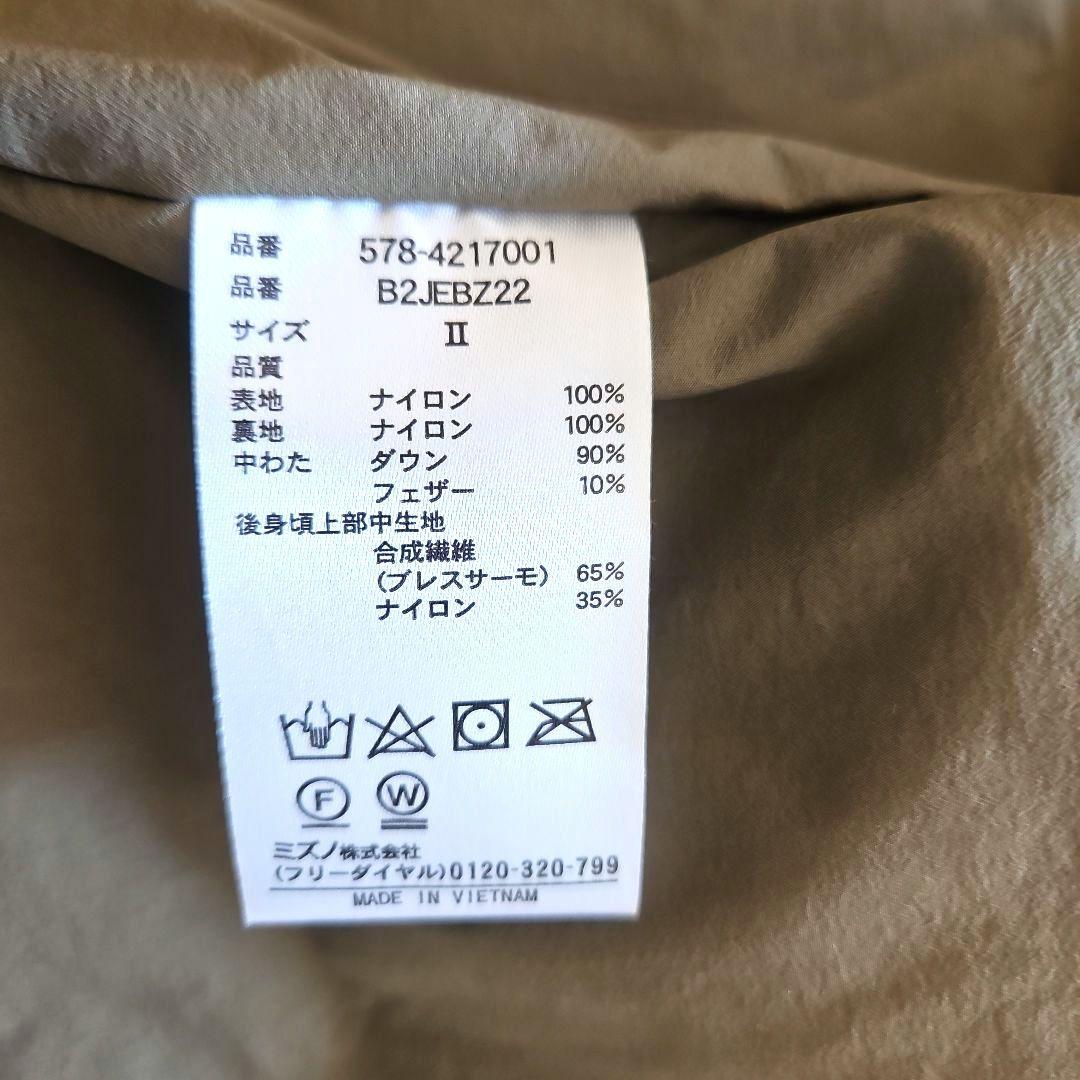 品番 578-4217001
品番 B2JEBZ22
サイズ Ⅱ
品質
表地 ナイロン 100%
裏地 ナイロン 100%
中わた ダウン 90%
フェザー 10%
後身頃上部中生地
合成繊維
(ブレスサーモ) 65%
ナイロン 35%
F W
ミズノ株式会社
(フリーダイヤル)0120-320-799
MADE IN VIETNAM